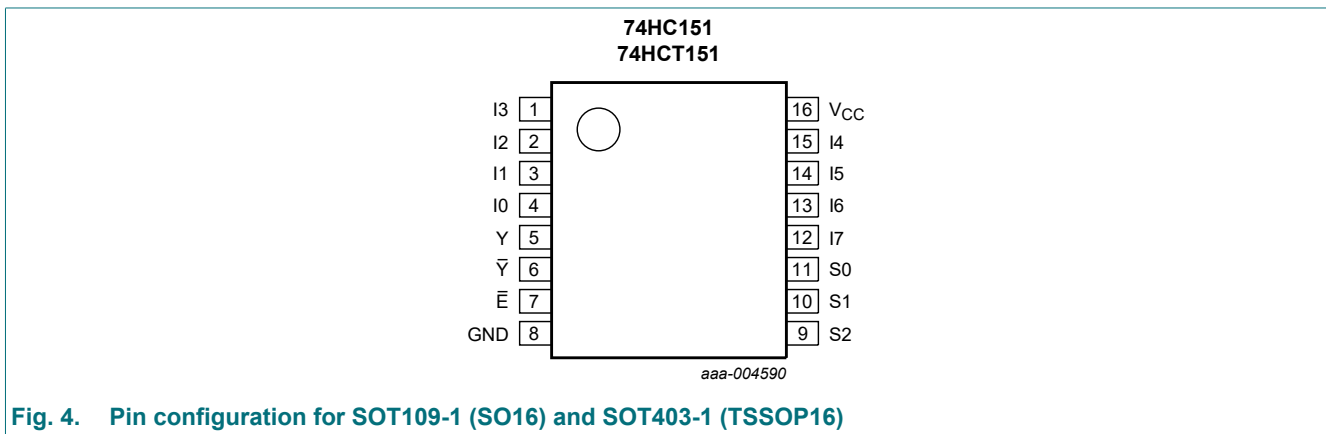 74HC151
74HCT151
I3 1
I2 2
I1 3
I0 4
Y 5
Y̅ 6
E̅ 7
GND 8
16 VCC
15 I4
14 I5
13 I6
12 I7
11 S0
10 S1
9 S2
aaa-004590
Fig. 4. Pin configuration for SOT109-1 (SO16) and SOT403-1 (TSSOP16)